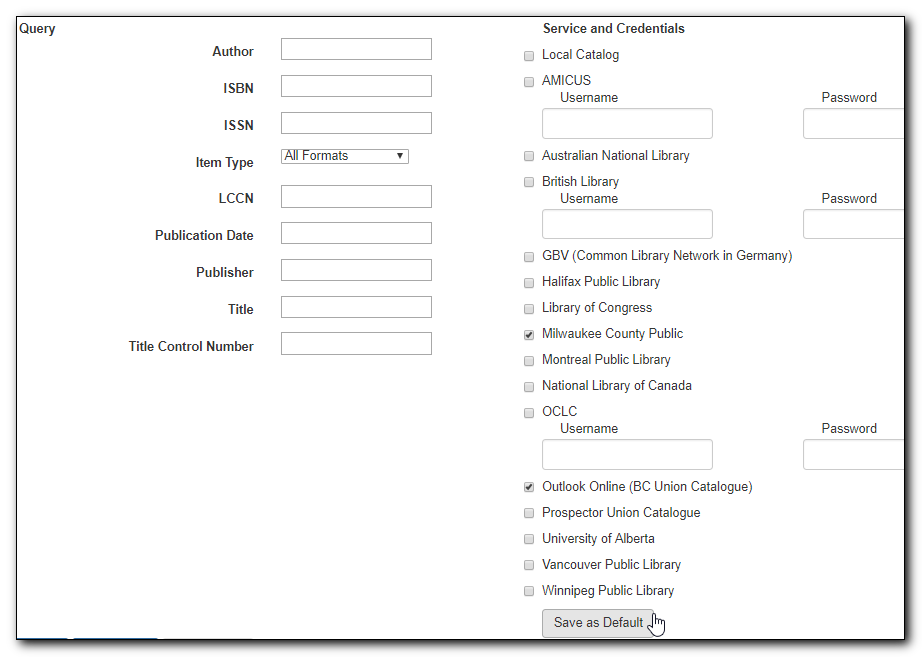 Query
Author
ISBN
ISSN
Item Type All Formats
LCCN
Publication Date
Publisher
Title
Title Control Number
Service and Credentials
Local Catalog
AMICUS
Username Password
Australian National Library
British Library
Username Password
GBV (Common Library Network in Germany)
Halifax Public Library
Library of Congress
Milwaukee County Public
Montreal Public Library
National Library of Canada
OCLC
Username Password
Outlook Online (BC Union Catalogue)
Prospector Union Catalogue
University of Alberta
Vancouver Public Library
Winnipeg Public Library
Save as Default